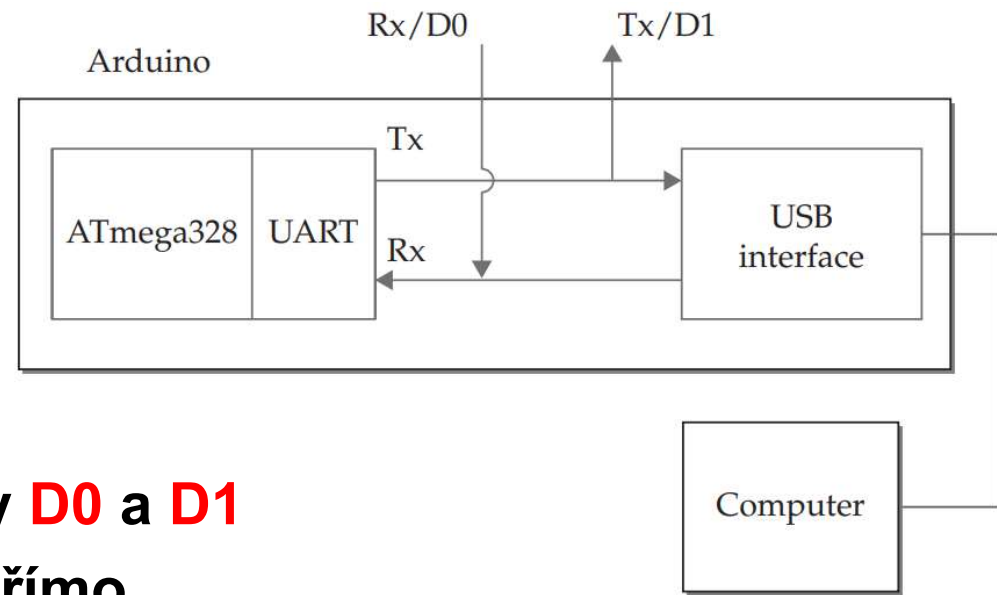 Rx/D0
Tx/D1
Arduino
Tx
ATmega328
UART
Rx
USB
interface
D0 a D1
Computer